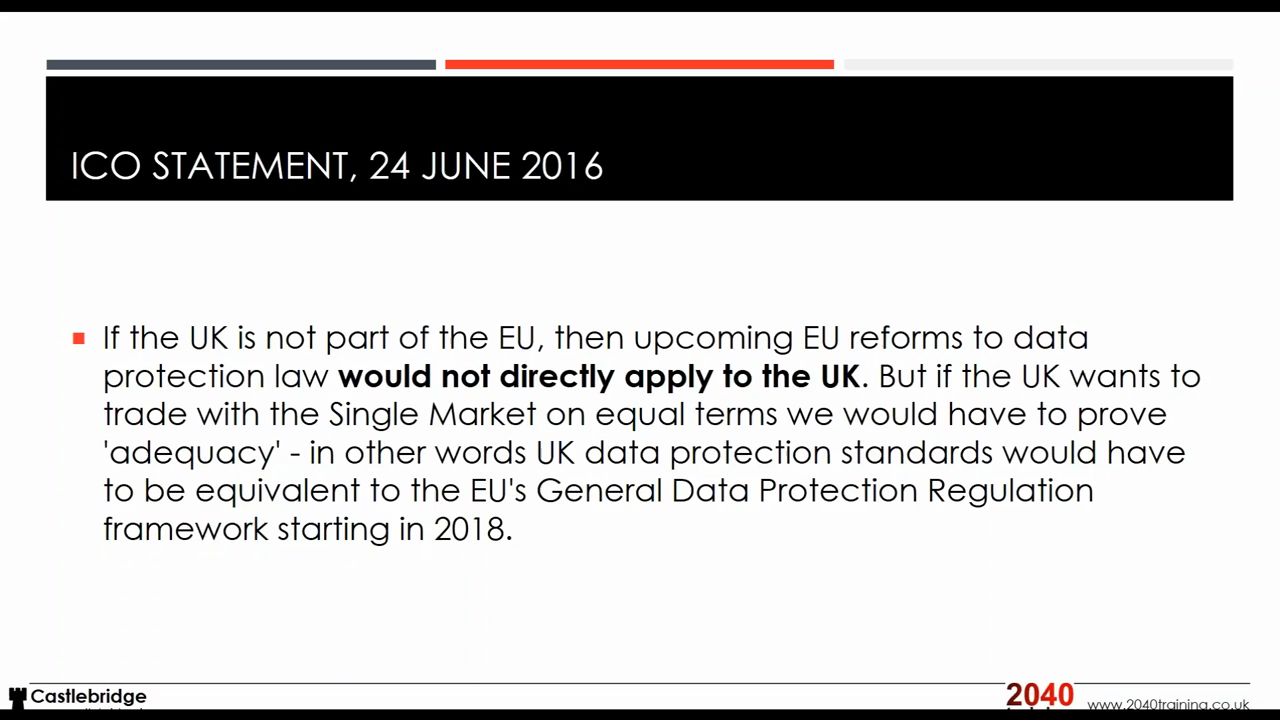 ICO STATEMENT, 24 JUNE 2016
If the UK is not part of the EU, then upcoming EU reforms to data
protection law would not directly apply to the UK. But if the UK wants to
trade with the Single Market on equal terms we would have to prove
'adequacy' - in other words UK data protection standards would have
to be equivalent to the EU's General Data Protection Regulation
framework starting in 2018.
Castlebridge
2040
www.2040training.co.uk